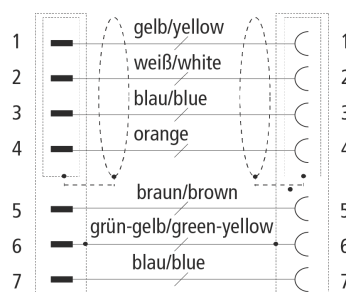 1 gelb/yellow 1
2 weiß/white 2
3 blau/blue 3
4 orange 4
5 braun/brown 5
6 grün-gelb/green-yellow 6
7 blau/blue 7